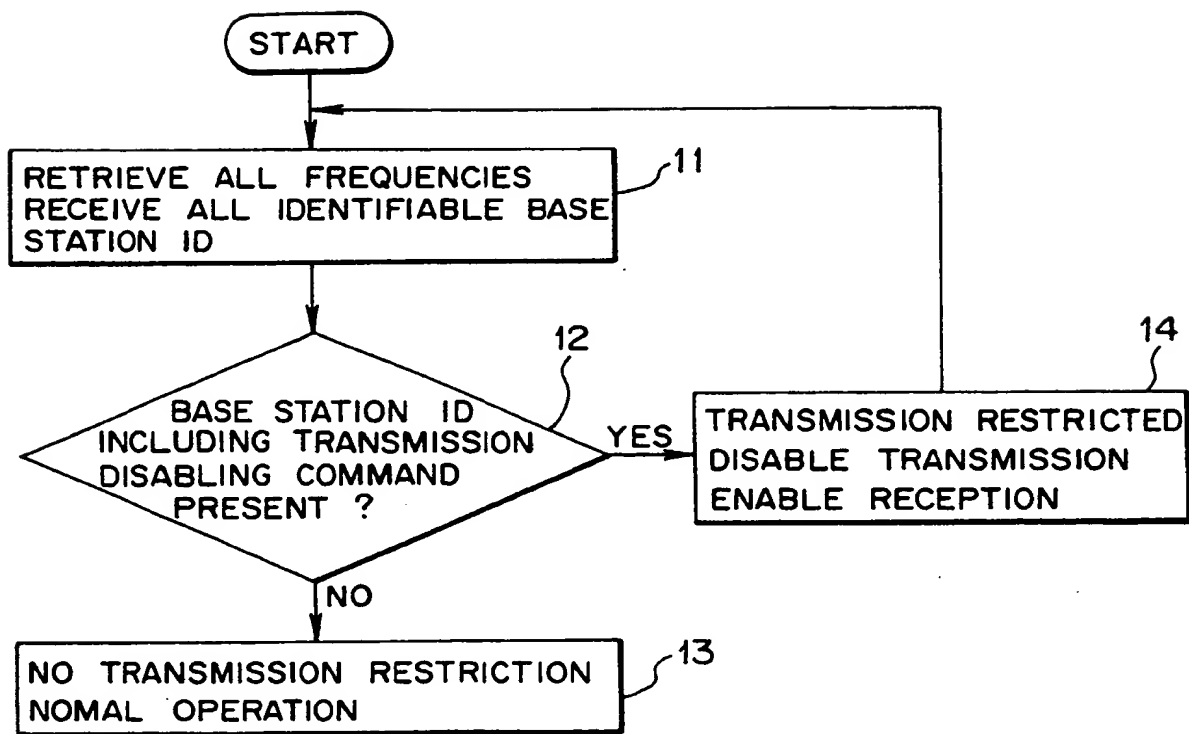 START
RETRIEVE ALL FREQUENCIES
RECEIVE ALL IDENTIFIABLE BASE
STATION ID
11
BASE STATION ID
INCLUDING TRANSMISSION
DISABLING COMMAND
PRESENT ?
12
YES
TRANSMISSION RESTRICTED
DISABLE TRANSMISSION
ENABLE RECEPTION
14
NO
NO TRANSMISSION RESTRICTION
NOMAL OPERATION
13